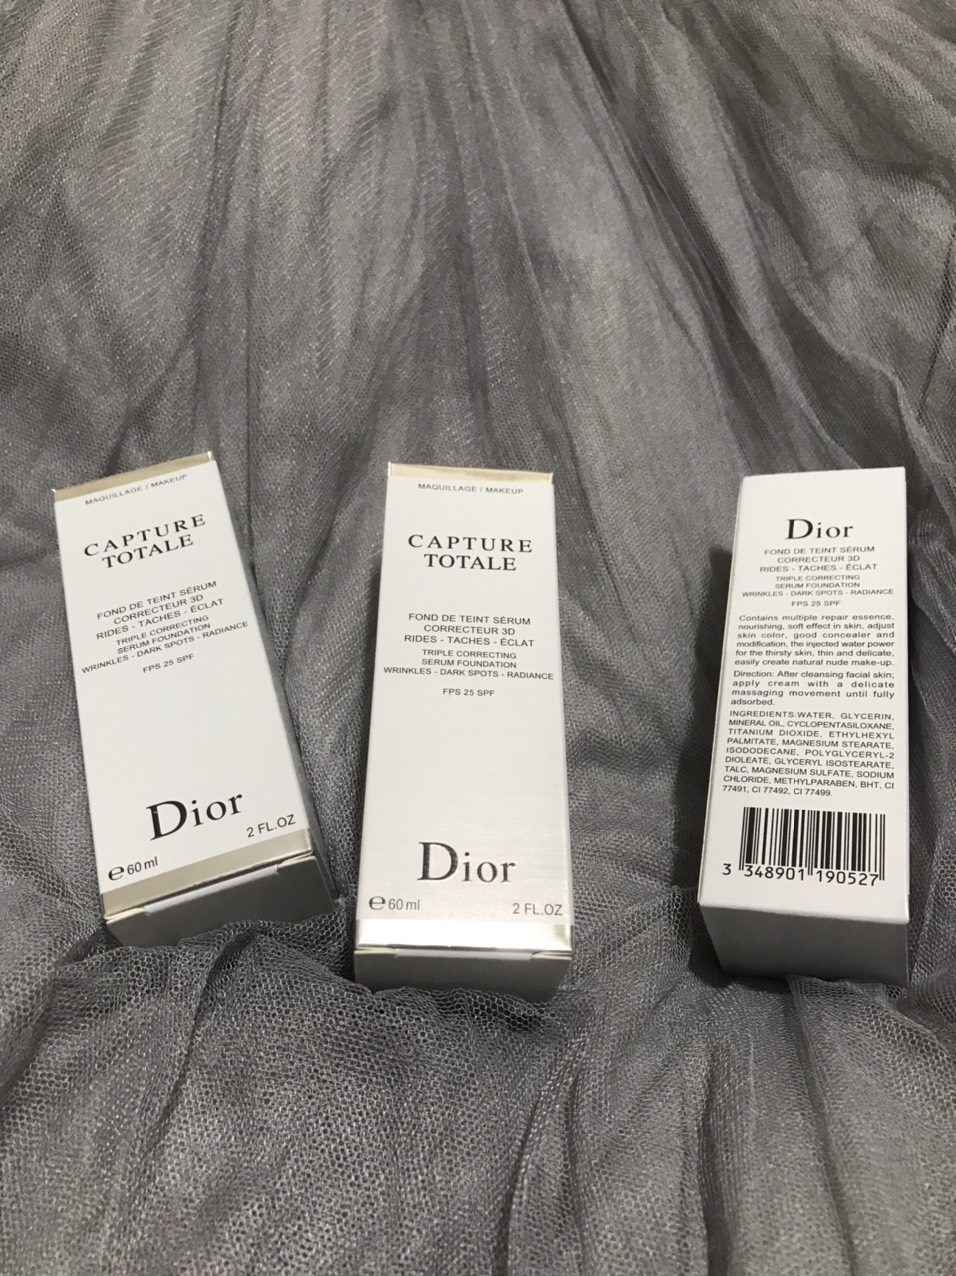 MAQUILLAGE / MAKEUP
CAPTURE
TOTALE
FOND DE TEINT SÉRUM
CORRECTEUR 3D
RIDES - TACHES - ÉCLAT
TRIPLE CORRECTING
SERUM FOUNDATION
WRINKLES - DARK SPOTS - RADIANCE
FPS 25 SPF
Dior
℮60 ml
2 FL.OZ
MAQUILLAGE / MAKEUP
CAPTURE
TOTALE
FOND DE TEINT SÉRUM
CORRECTEUR 3D
RIDES - TACHES - ÉCLAT
TRIPLE CORRECTING
SERUM FOUNDATION
WRINKLES - DARK SPOTS - RADIANCE
FPS 25 SPF
Dior
℮60 ml
2 FL.OZ
Dior
FOND DE TEINT SÉRUM
CORRECTEUR 3D
RIDES - TACHES - ÉCLAT
TRIPLE CORRECTING
SERUM FOUNDATION
WRINKLES - DARK SPOTS - RADIANCE
FPS 25 SPF
Contains multiple repair essence,
nourishing, soft effect in skin, adjust
skin color, good concealer and
modification, the injected water power
for the thirsty skin, thin and delicate,
easily create natural nude make-up.
Direction: After cleansing facial skin;
apply cream with a delicate
massaging movement until fully
adsorbed.
INGREDIENTS:WATER, GLYCERIN,
MINERAL OIL, CYCLOPENTASILOXANE,
TITANIUM DIOXIDE, ETHYLHEXYL
PALMITATE, MAGNESIUM STEARATE,
ISODODECANE, POLYGLYCERYL-2
DIOLEATE, GLYCERYL ISOSTEARATE,
TALC, MAGNESIUM SULFATE, SODIUM
CHLORIDE, METHYLPARABEN, BHT, CI
77491, CI 77492, CI 77499.
3 348901 190527